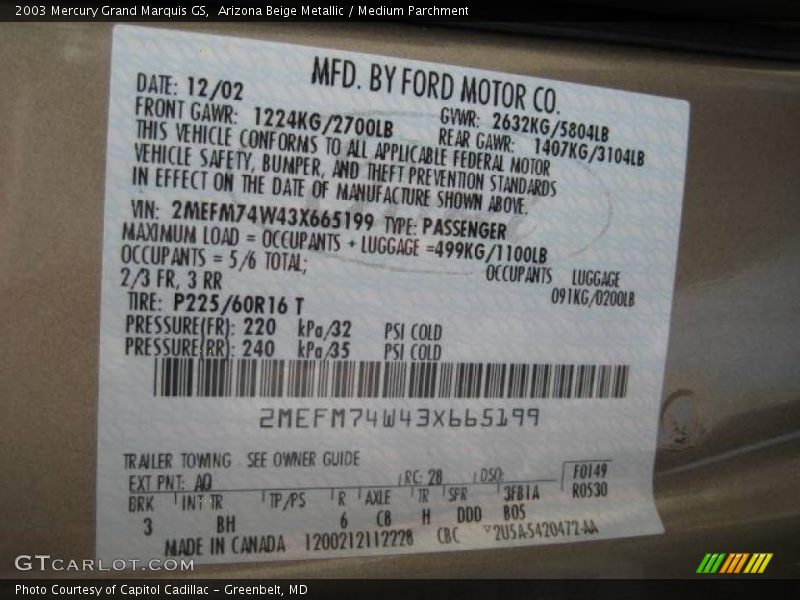 2003 Mercury Grand Marquis GS, Arizona Beige Metallic / Medium Parchment
MFD. BY FORD MOTOR CO.
DATE: 12/02
GVWR: 2632KG/5804LB
FRONT GAWR: 1224KG/2700LB
REAR GAWR: 1407KG/3104LB
THIS VEHICLE CONFORMS TO ALL APPLICABLE FEDERAL MOTOR
VEHICLE SAFETY, BUMPER, AND THEFT PREVENTION STANDARDS
IN EFFECT ON THE DATE OF MANUFACTURE SHOWN ABOVE.
VIN: 2MEFM74W43X665199 TYPE: PASSENGER
MAXIMUM LOAD = OCCUPANTS + LUGGAGE =499KG/1100LB
OCCUPANTS = 5/6 TOTAL; OCCUPANTS LUGGAGE
2/3 FR, 3 RR 091KG/0200LB
TIRE: P225/60R16 T
PRESSURE(FR): 220 kPa/32 PSI COLD
PRESSURE(RR): 240 kPa/35 PSI COLD
2MEFM74W43X665199
TRAILER TOWING - SEE OWNER GUIDE
EXT PNT: AQ RC: 28 DSO: F0149
BRK INT TR TP/PS R AXLE TR SPR 3FB1A R0530
3 BH 6 C8 H DDD B05
MADE IN CANADA 1200212112228 CBC 2U5A5420472-AA
GTCARLOT.COM
Photo Courtesy of Capitol Cadillac - Greenbelt, MD